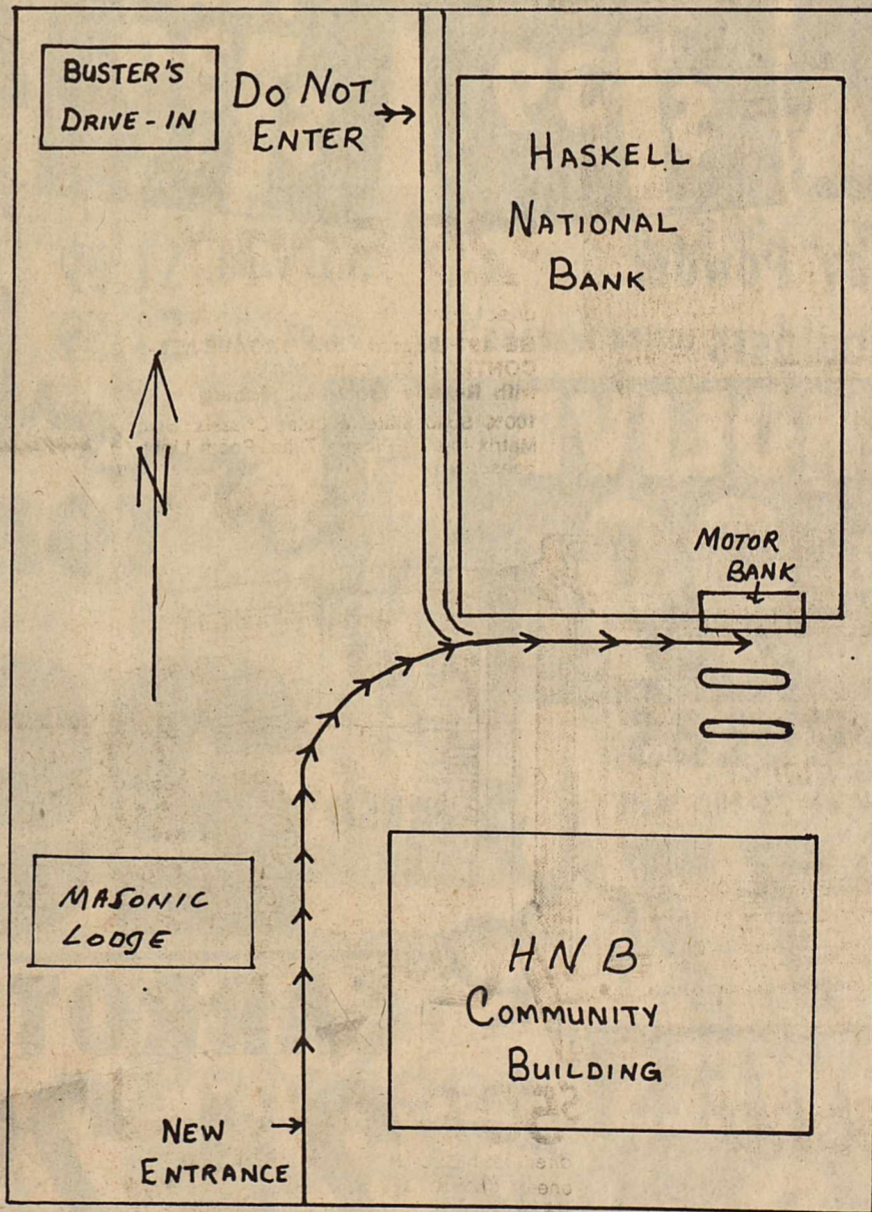 BUSTER'S
DRIVE-IN
DO NOT
ENTER
HASKELL
NATIONAL
BANK
N
MOTOR
BANK
MASONIC
LODGE
HNB
COMMUNITY
BUILDING
NEW
ENTRANCE